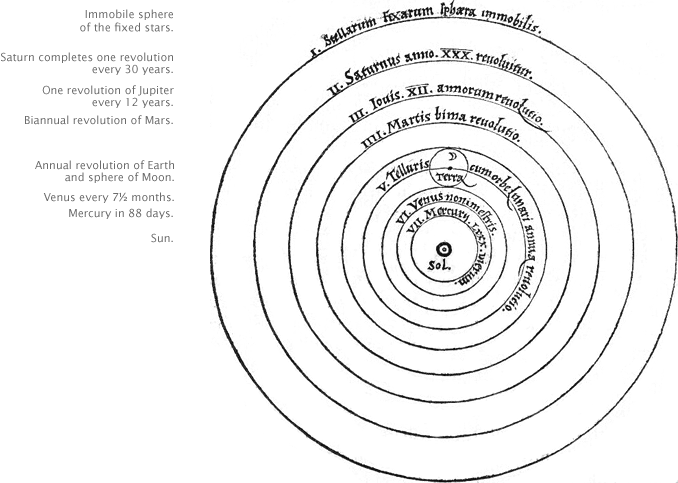 Immobile sphere
of the fixed stars.
Saturn completes one revolution
every 30 years.
One revolution of Jupiter
every 12 years.
Biannual revolution of Mars.
Annual revolution of Earth
and sphere of Moon.
Venus every 7½ months.
Mercury in 88 days.
Sun.
I. Stellarum fixarum sphæra immobilis.
II. Saturnus anno. XXX. revoluitur.
III. Iovis. XII. annorum revolutio.
IIII. Martis bima revolutio.
V. Telluris cum orbe lunari annua revolutio.
Terra
VI. Venus nonimestris.
VII. Mercurij. LXXX. dierum.
Sol.